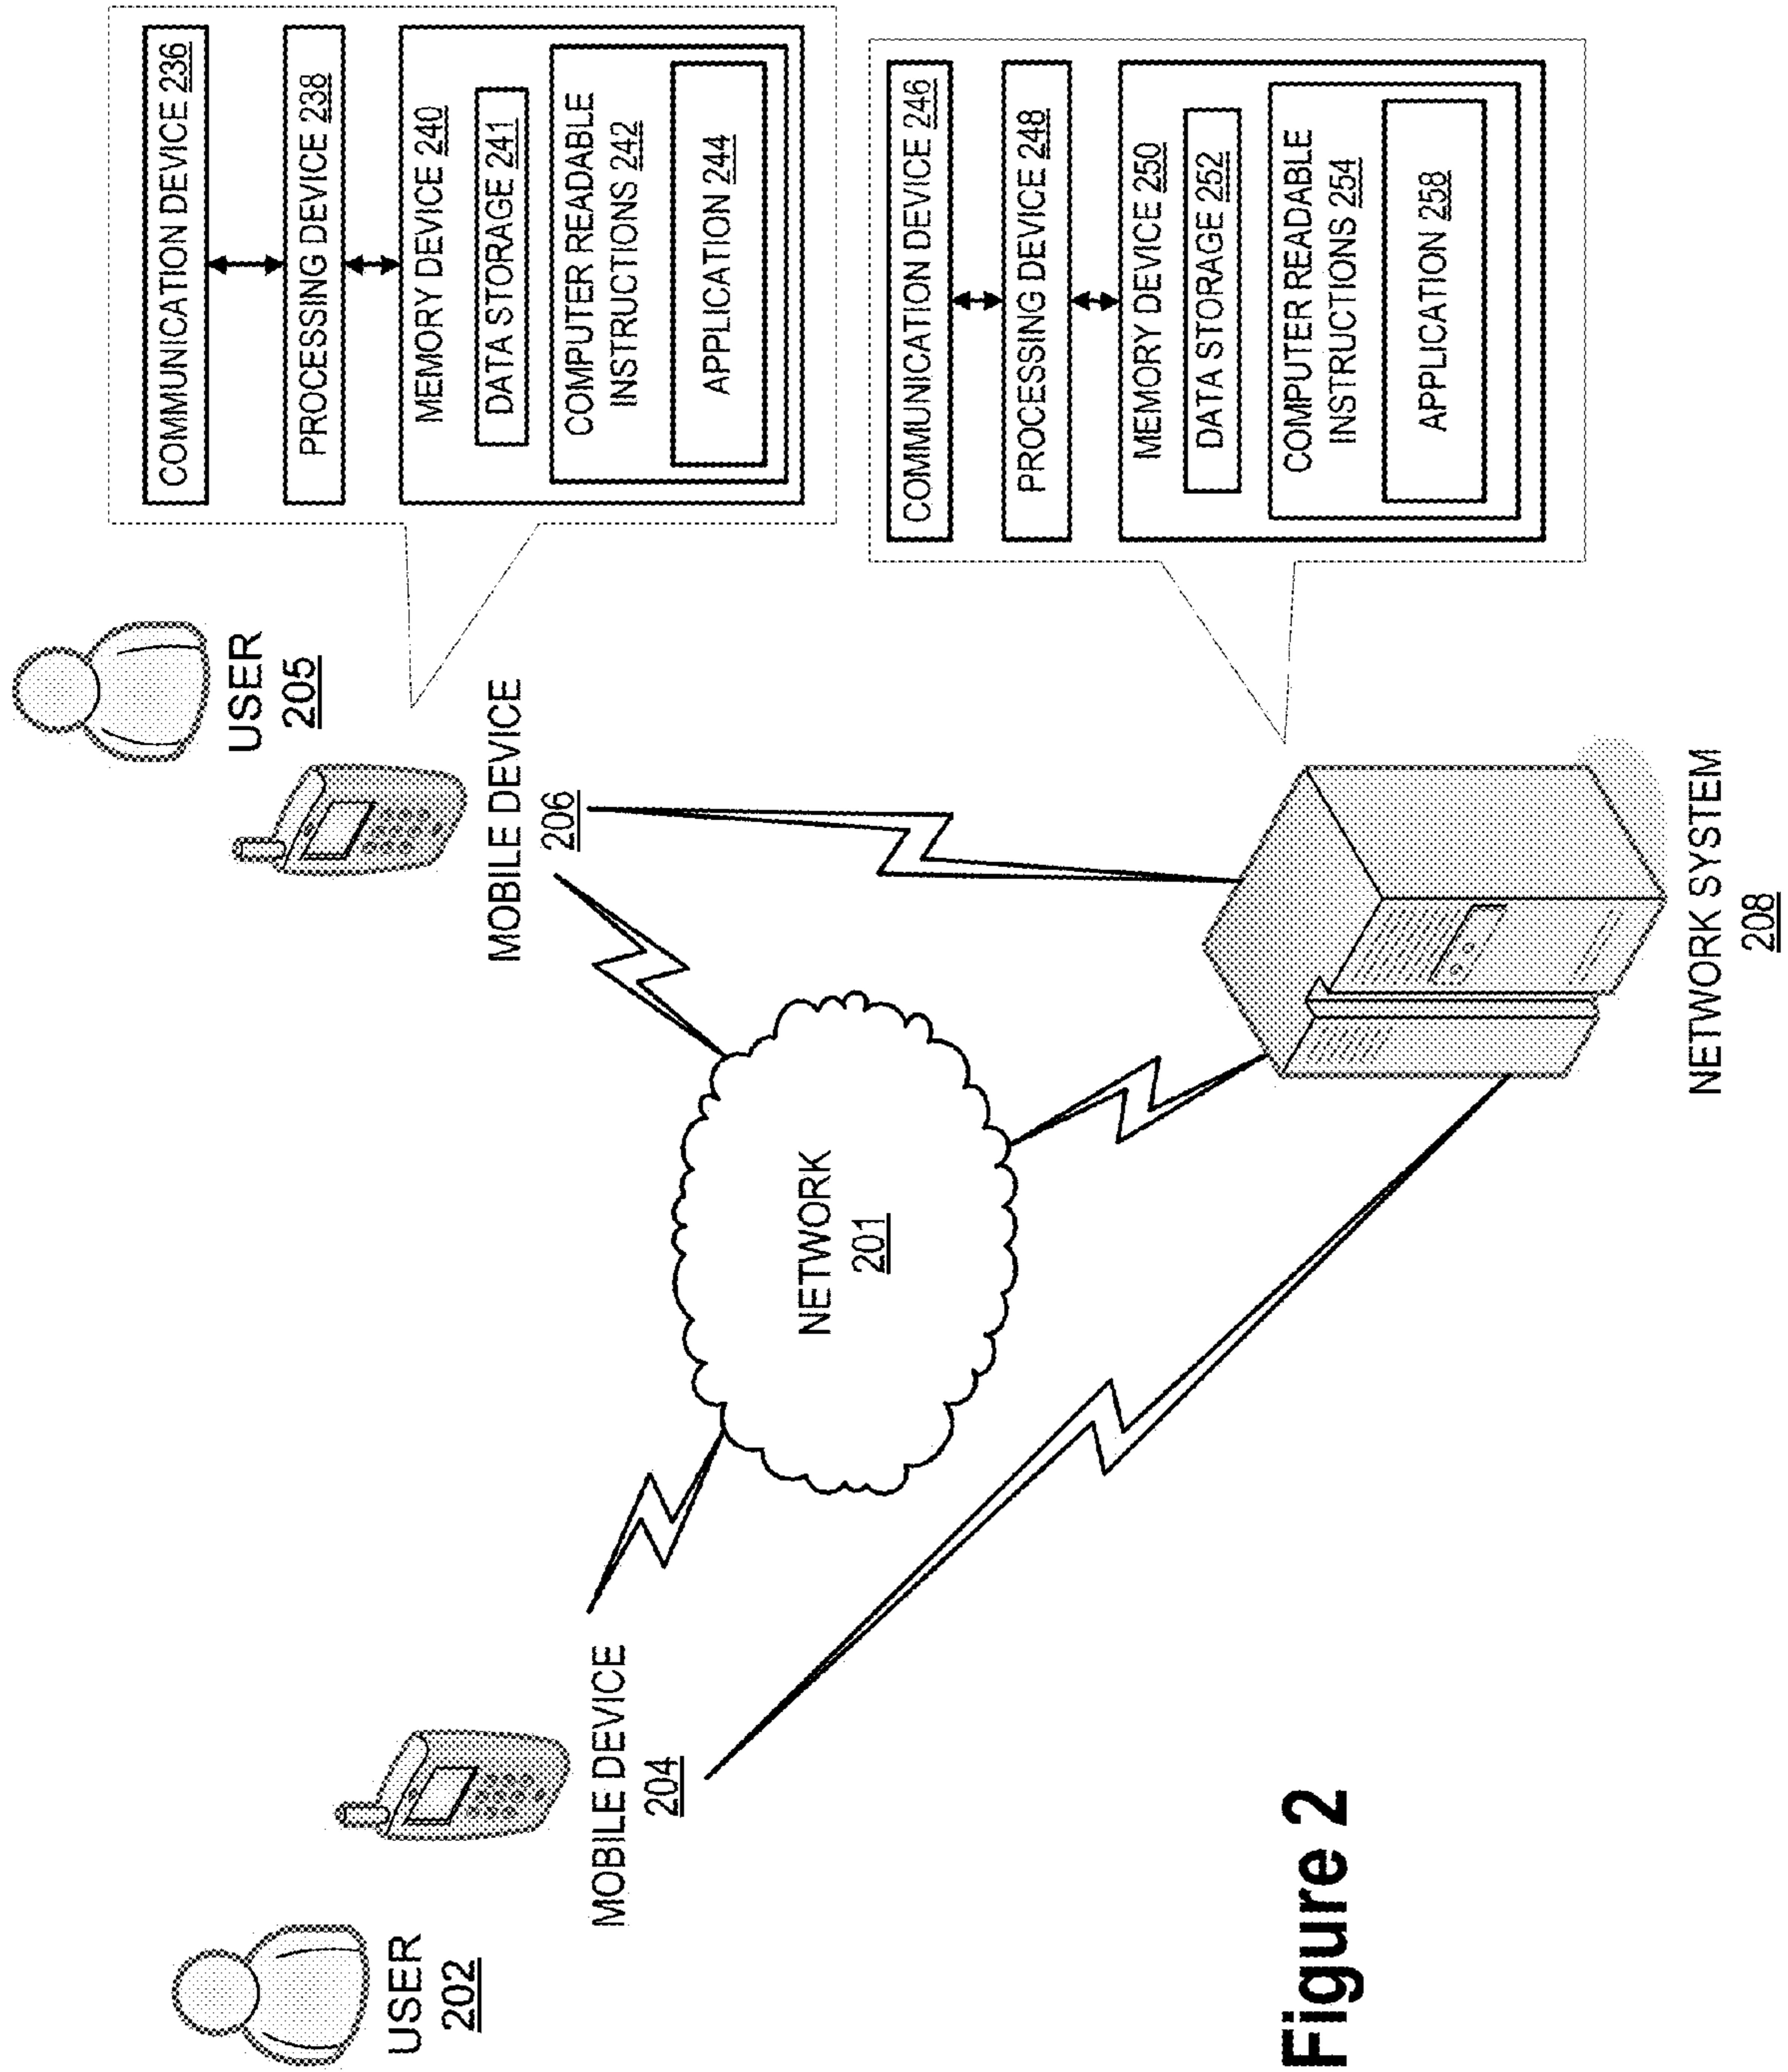 USER
202
MOBILE DEVICE
204
USER
205
MOBILE DEVICE
206
NETWORK
201
NETWORK SYSTEM
208
COMMUNICATION DEVICE 236
PROCESSING DEVICE 238
MEMORY DEVICE 240
DATA STORAGE 241
COMPUTER READABLE
INSTRUCTIONS 242
APPLICATION 244
COMMUNICATION DEVICE 246
PROCESSING DEVICE 248
MEMORY DEVICE 250
DATA STORAGE 252
COMPUTER READABLE
INSTRUCTIONS 254
APPLICATION 258
Figure 2